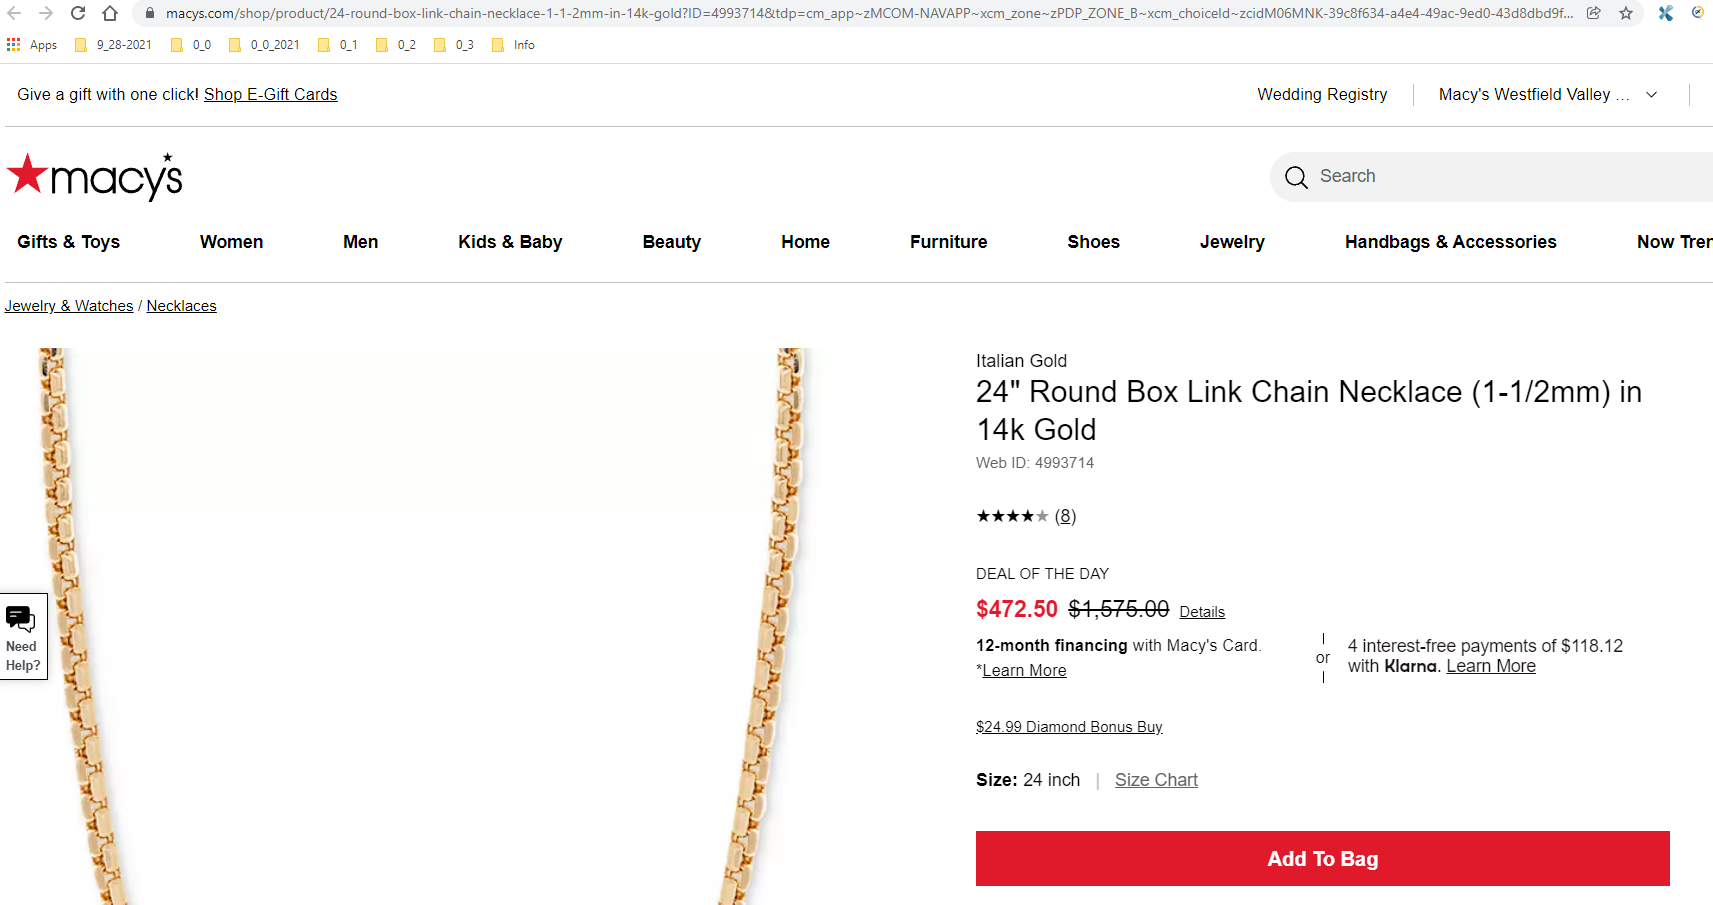 macys.com/shop/product/24-round-box-link-chain-necklace-1-1-2mm-in-14k-gold?ID=4993714&tdp=cm_app~zMCOM-NAVAPP~xcm_zone~zPDP_ZONE_B~xcm_choiceId~zcidM06MNK-39c8f634-a4e4-49ac-9ed0-43d8dbd9f...
Apps 9_28-2021 0_0 0_0_2021 0_1 0_2 0_3 Info
Give a gift with one click! Shop E-Gift Cards Wedding Registry Macy's Westfield Valley ...
macy's
Search
Gifts & Toys Women Men Kids & Baby Beauty Home Furniture Shoes Jewelry Handbags & Accessories Now Tren
Jewelry & Watches / Necklaces
Italian Gold
24" Round Box Link Chain Necklace (1-1/2mm) in
14k Gold
Web ID: 4993714
★★★★★ (8)
DEAL OF THE DAY
$472.50 $1,575.00 Details
12-month financing with Macy's Card.
*Learn More
or
4 interest-free payments of $118.12
with Klarna. Learn More
Need
Help?
$24.99 Diamond Bonus Buy
Size: 24 inch | Size Chart
Add To Bag